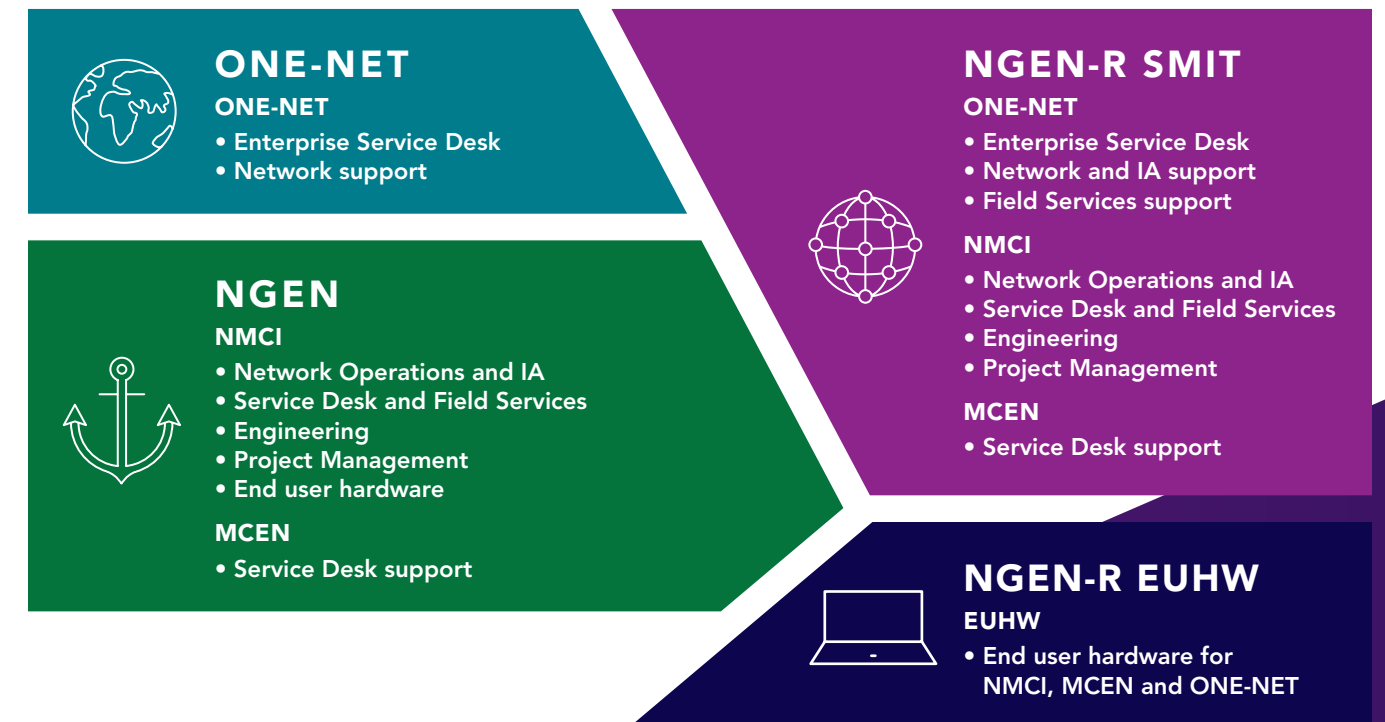 ONE-NET
ONE-NET
• Enterprise Service Desk
• Network support
NGEN
NMCI
• Network Operations and IA
• Service Desk and Field Services
• Engineering
• Project Management
• End user hardware
MCEN
• Service Desk support
NGEN-R SMIT
ONE-NET
• Enterprise Service Desk
• Network and IA support
• Field Services support
NMCI
• Network Operations and IA
• Service Desk and Field Services
• Engineering
• Project Management
MCEN
• Service Desk support
NGEN-R EUHW
EUHW
• End user hardware for
NMCI, MCEN and ONE-NET